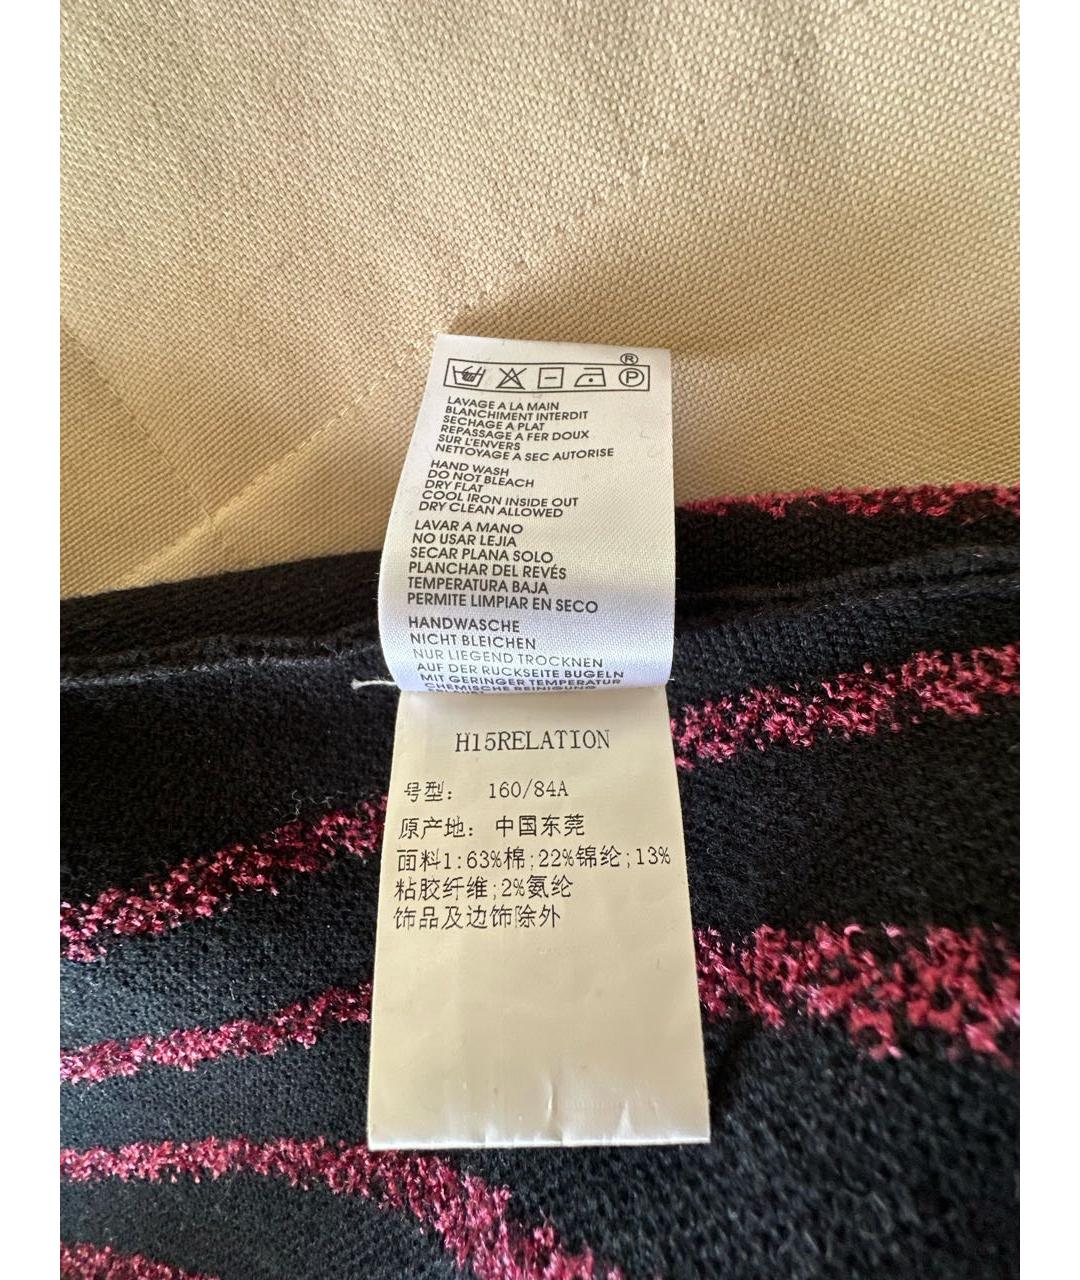 ®
P
LAVAGE A LA MAIN
BLANCHIMENT INTERDIT
SECHAGE A PLAT
REPASSAGE A FER DOUX
SUR L'ENVERS
NETTOYAGE A SEC AUTORISE
HAND WASH
DO NOT BLEACH
DRY FLAT
COOL IRON INSIDE OUT
DRY CLEAN ALLOWED
LAVAR A MANO
NO USAR LEJIA
SECAR PLANA SOLO
PLANCHAR DEL REVÉS
TEMPERATURA BAJA
PERMITE LIMPIAR EN SECO
HANDWASCHE
NICHT BLEICHEN
NUR LIEGEND TROCKNEN
AUF DER RUCKSEITE BUGELN
MIT GERINGER TEMPERATUR
CHEMISCHE REINIGUNG
H15RELATION
号型： 160/84A
原产地：中国东莞
面料1:63%棉;22%锦纶;13%
粘胶纤维;2%氨纶
饰品及边饰除外